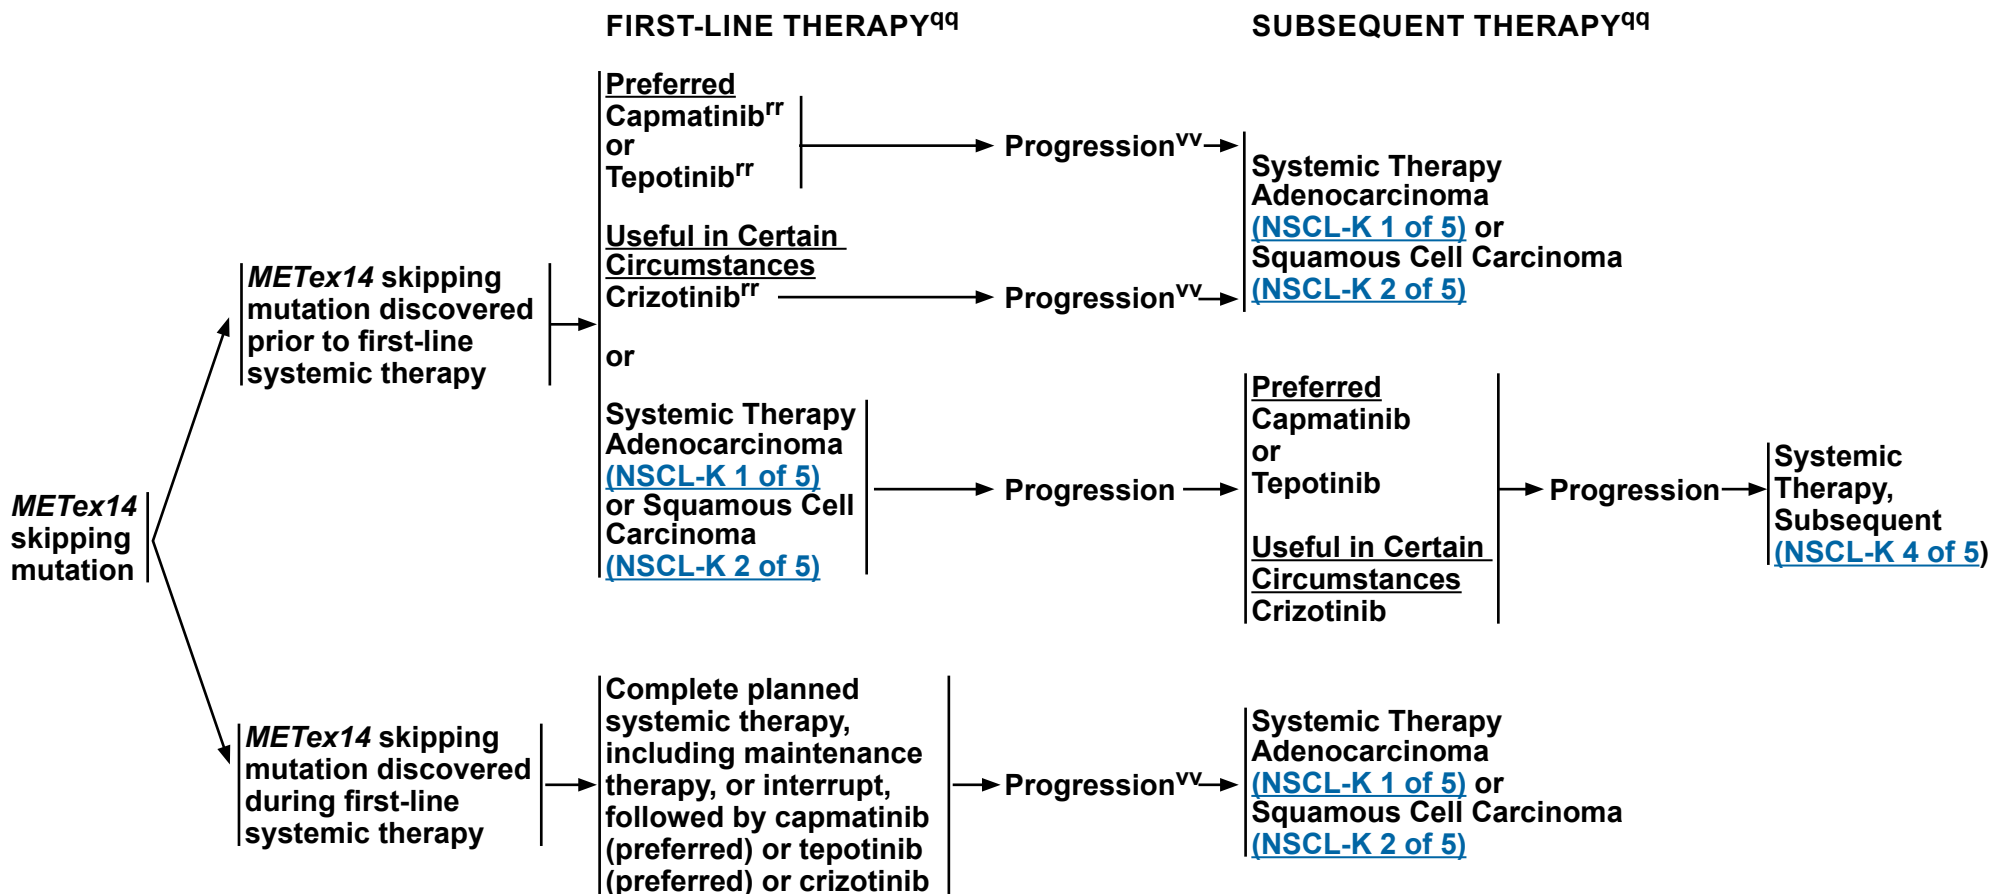 FIRST-LINE THERAPYqq
SUBSEQUENT THERAPYqq
METex14
skipping
mutation
METex14 skipping
mutation discovered
prior to first-line
systemic therapy
Preferred
Capmatinibrr
or
Tepotinibrr
Useful in Certain
Circumstances
Crizotinibrr
or
Systemic Therapy
Adenocarcinoma
(NSCL-K 1 of 5)
or Squamous Cell
Carcinoma
(NSCL-K 2 of 5)
Progressionvv
Progressionvv
Systemic Therapy
Adenocarcinoma
(NSCL-K 1 of 5) or
Squamous Cell Carcinoma
(NSCL-K 2 of 5)
Progression
Preferred
Capmatinib
or
Tepotinib
Useful in Certain
Circumstances
Crizotinib
Progression
Systemic
Therapy,
Subsequent
(NSCL-K 4 of 5)
METex14 skipping
mutation discovered
during first-line
systemic therapy
Complete planned
systemic therapy,
including maintenance
therapy, or interrupt,
followed by capmatinib
(preferred) or tepotinib
(preferred) or crizotinib
Progressionvv
Systemic Therapy
Adenocarcinoma
(NSCL-K 1 of 5) or
Squamous Cell Carcinoma
(NSCL-K 2 of 5)